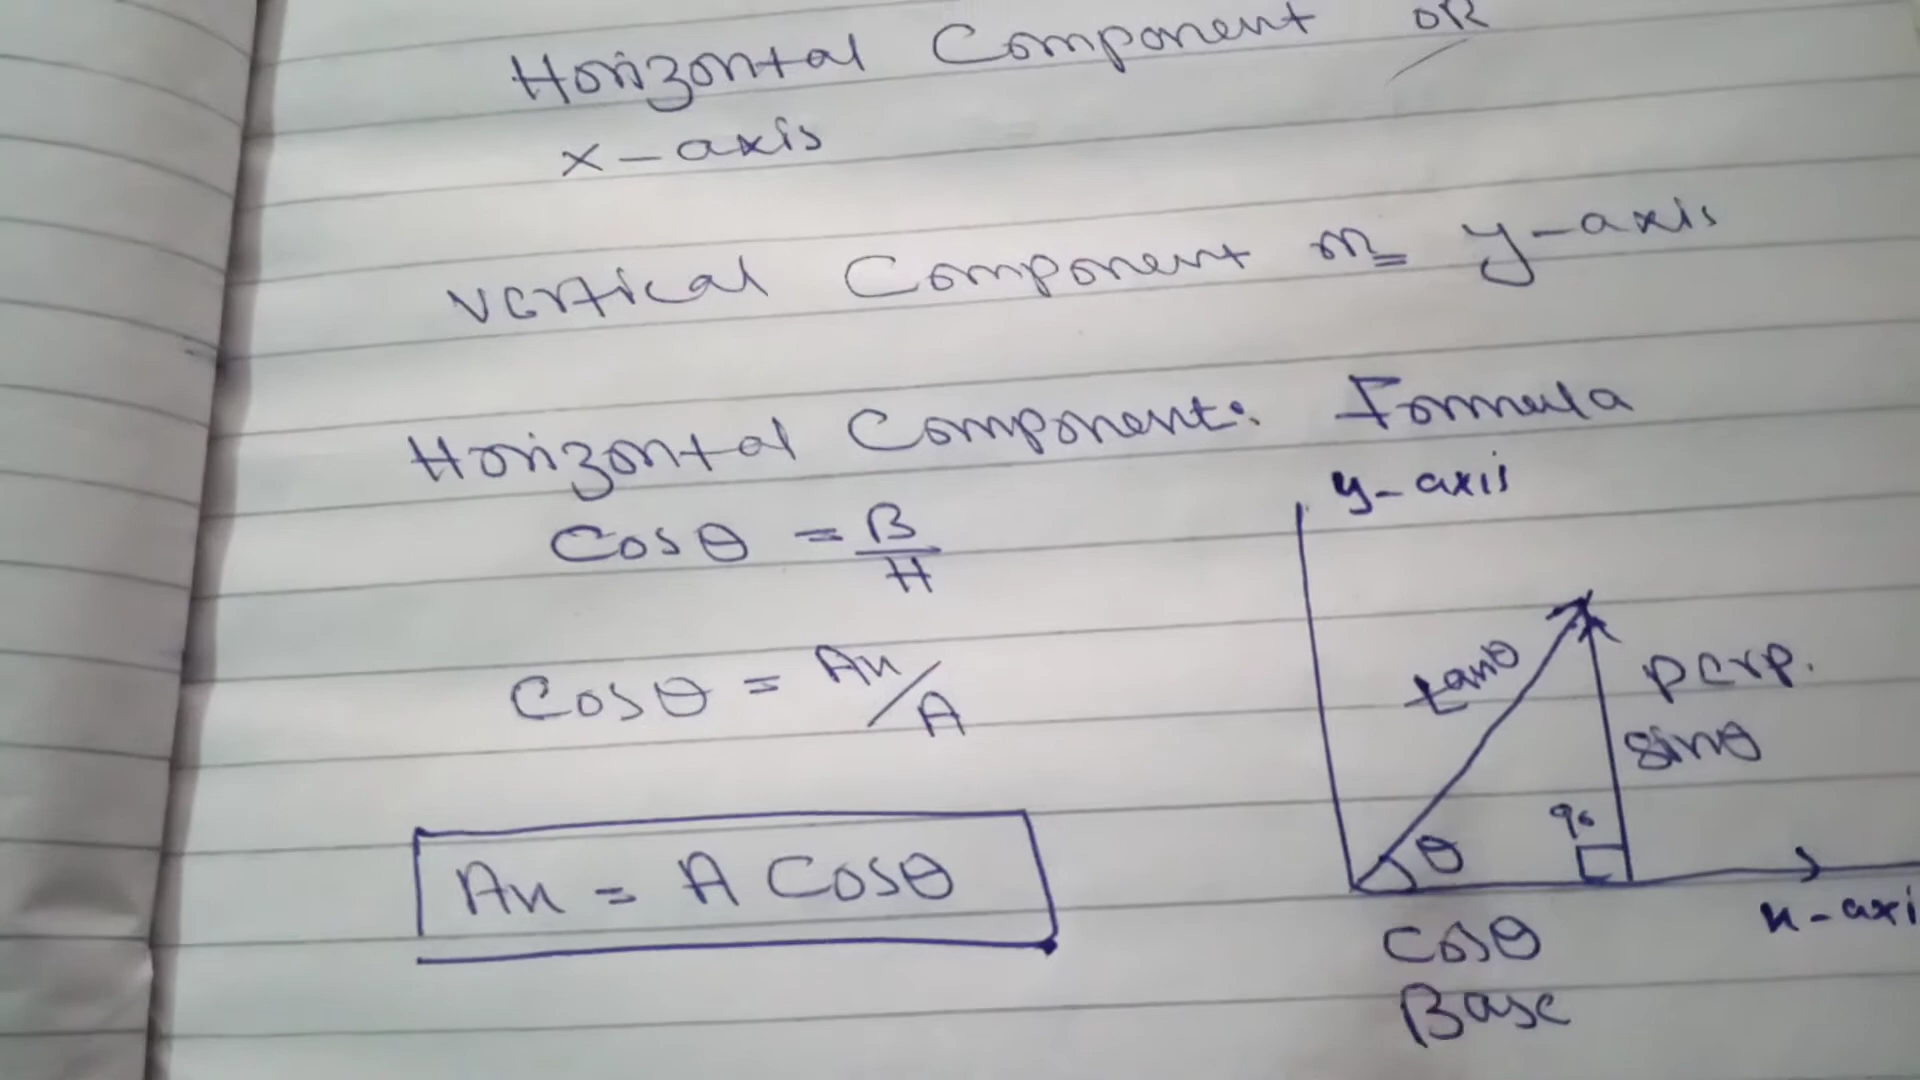 Horizontal Component OR
x-axis
Vertical Component or y-axis
Horizontal Component: Formula
Cosθ = B/H
Cosθ = Ax/A
Ax = A Cosθ
y-axis
tanθ
perp.
sinθ
90
θ
x-axi
Cosθ
Base